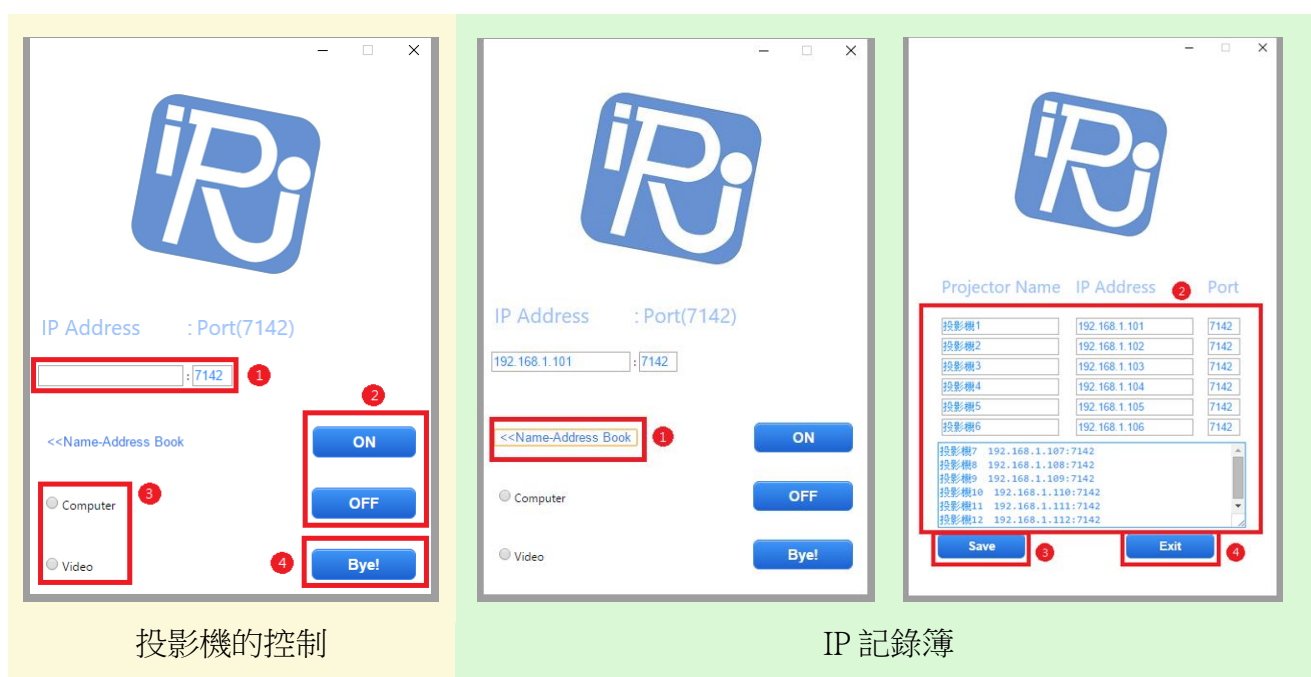 iRU
IP Address : Port(7142)
: 7142
1
2
<<Name-Address Book
ON
3
Computer
OFF
Video
4
Bye!
投影機的控制
iRU
IP Address : Port(7142)
192.168.1.101 : 7142
<<Name-Address Book
1
ON
Computer
OFF
Video
Bye!
iRU
Projector Name IP Address 2 Port
投影機1 192.168.1.101 7142
投影機2 192.168.1.102 7142
投影機3 192.168.1.103 7142
投影機4 192.168.1.104 7142
投影機5 192.168.1.105 7142
投影機6 192.168.1.106 7142
投影機7 192.168.1.107:7142
投影機8 192.168.1.108:7142
投影機9 192.168.1.109:7142
投影機10 192.168.1.110:7142
投影機11 192.168.1.111:7142
投影機12 192.168.1.112:7142
Save
3
Exit
4
IP 記錄簿